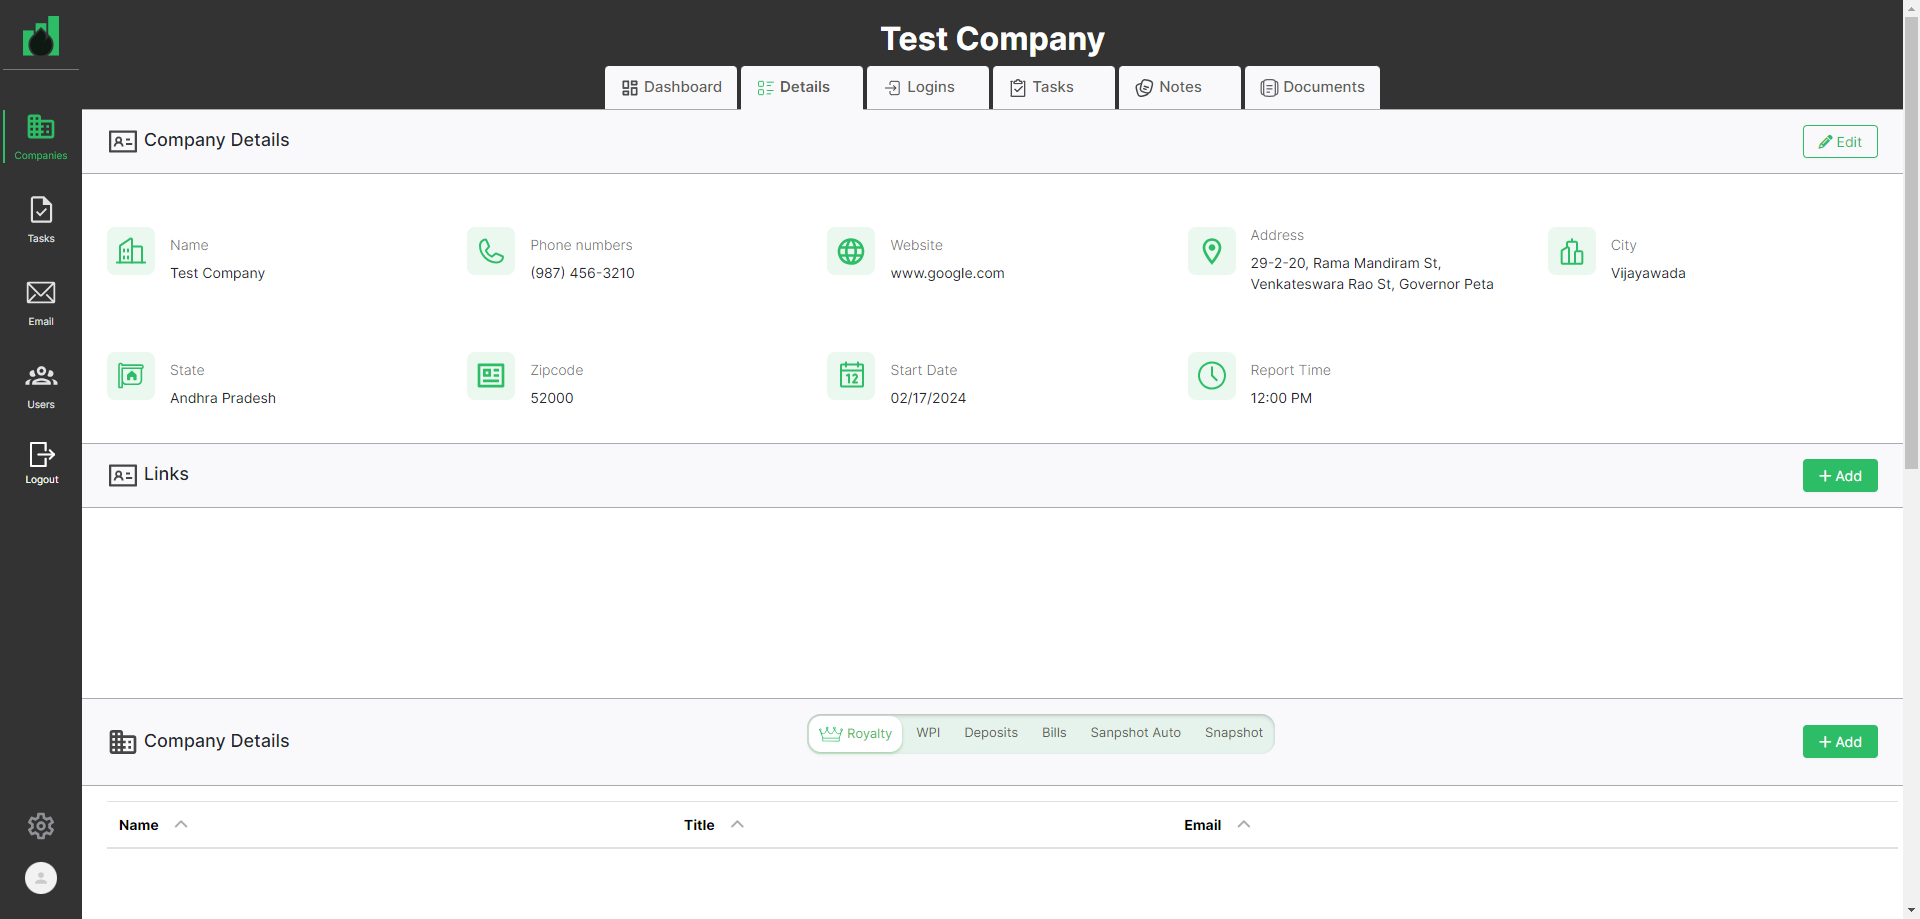 Test Company
Dashboard
Details
Logins
Tasks
Notes
Documents
Companies
Tasks
Email
Users
Logout
Company Details
Edit
Name
Test Company
Phone numbers
(987) 456-3210
Website
www.google.com
Address
29-2-20, Rama Mandiram St,
Venkateswara Rao St, Governor Peta
City
Vijayawada
State
Andhra Pradesh
Zipcode
52000
12
Start Date
02/17/2024
Report Time
12:00 PM
Links
+ Add
Company Details
Royalty
WPI
Deposits
Bills
Sanpshot Auto
Snapshot
+ Add
Name
Title
Email